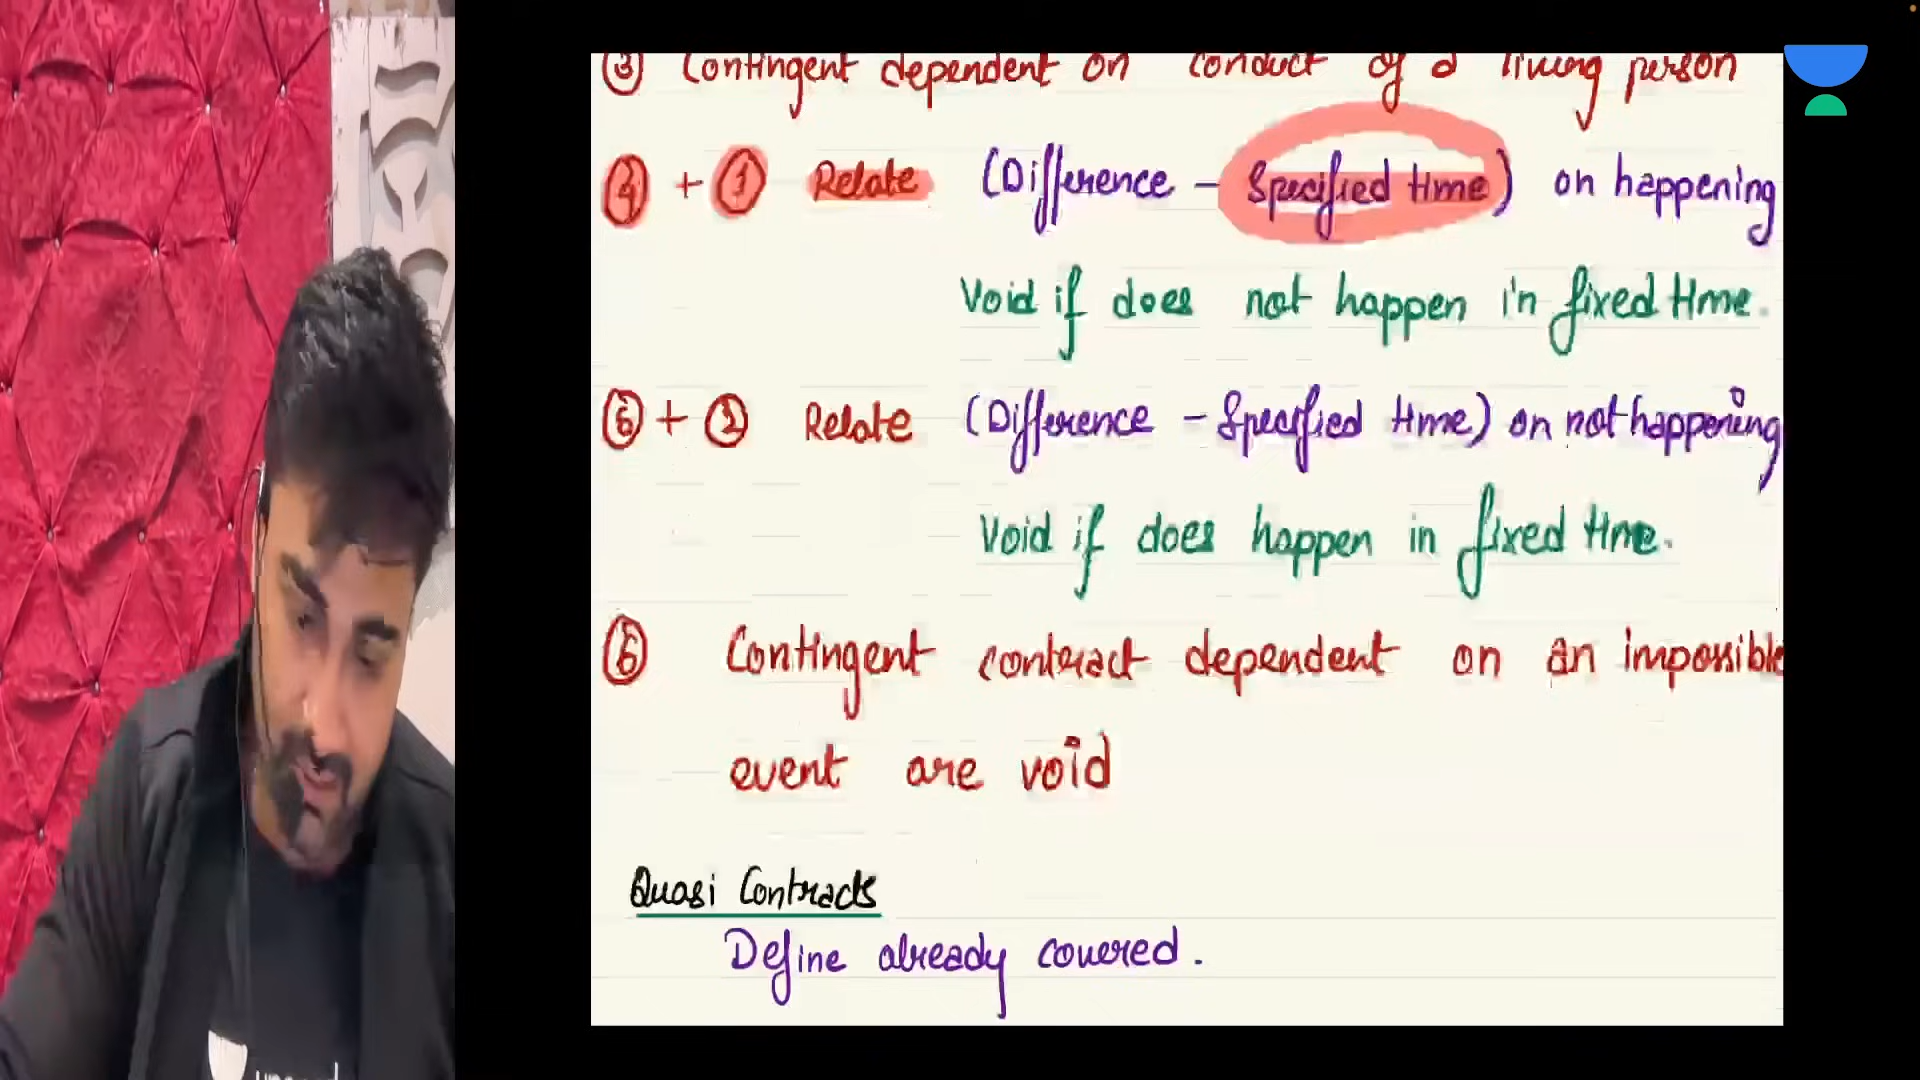 ③ Contingent dependent on conduct of a living person
④ + ① Relate (Difference - Specified time) on happening
Void if does not happen in fixed time.
⑤ + ② Relate (Difference - Specified time) on not happening
Void if does happen in fixed time.
⑥ Contingent contract dependent on an impossible
event are void
Quasi Contracts
Define already covered.